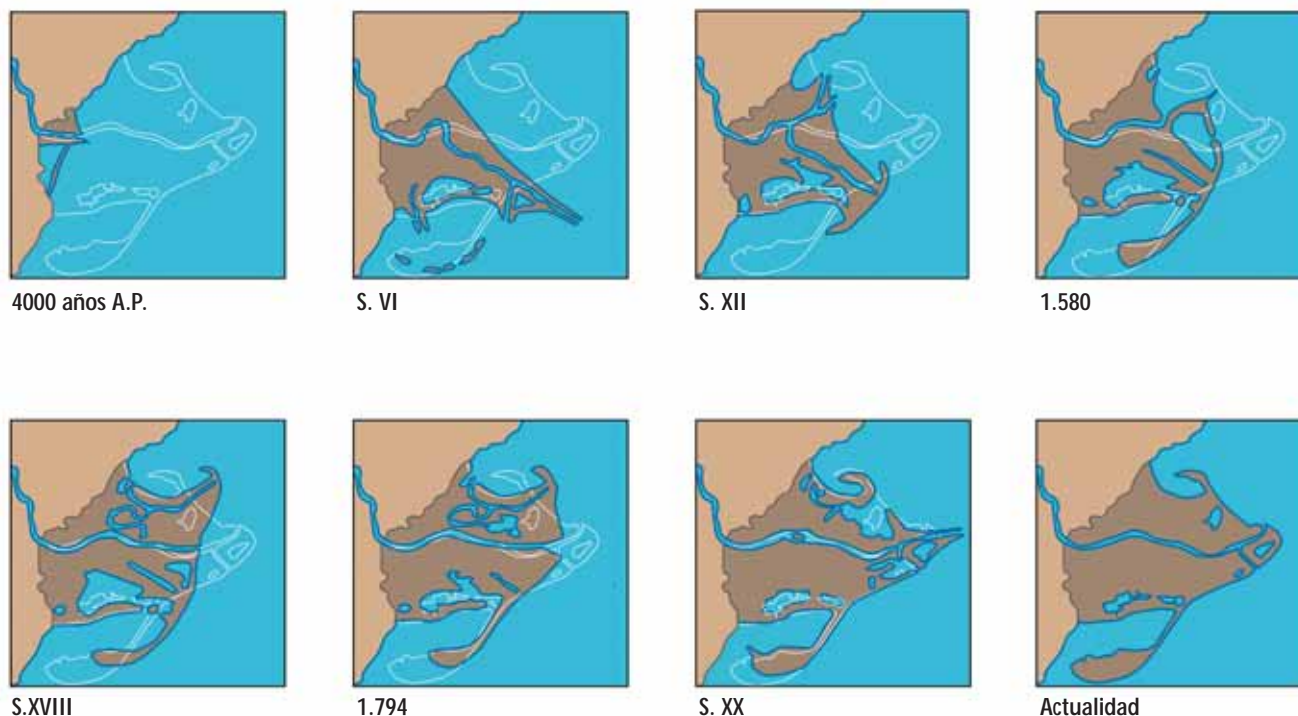 4000 años A.P.
S. VI
S. XII
1.580
S.XVIII
1.794
S. XX
Actualidad